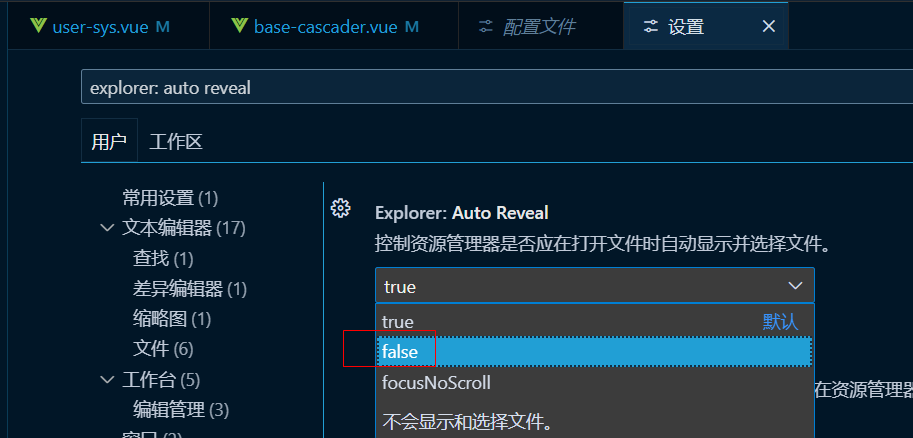 user-sys.vue M
base-cascader.vue M
配置文件
设置
explorer: auto reveal
用户
工作区
常用设置 (1)
文本编辑器 (17)
查找 (1)
差异编辑器 (1)
缩略图 (1)
文件 (6)
工作台 (5)
编辑管理 (3)
Explorer: Auto Reveal
控制资源管理器是否应在打开文件时自动显示并选择文件。
true
true 默认
false
focusNoScroll
在资源管理器
不会显示和选择文件。